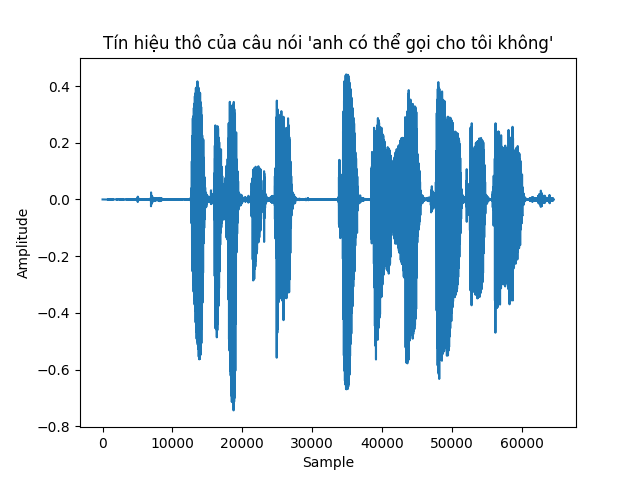 Tín hiệu thô của câu nói 'anh có thể gọi cho tôi không'
0.4
0.2
0.0
−0.2
−0.4
−0.6
−0.8
Amplitude
0 10000 20000 30000 40000 50000 60000
Sample